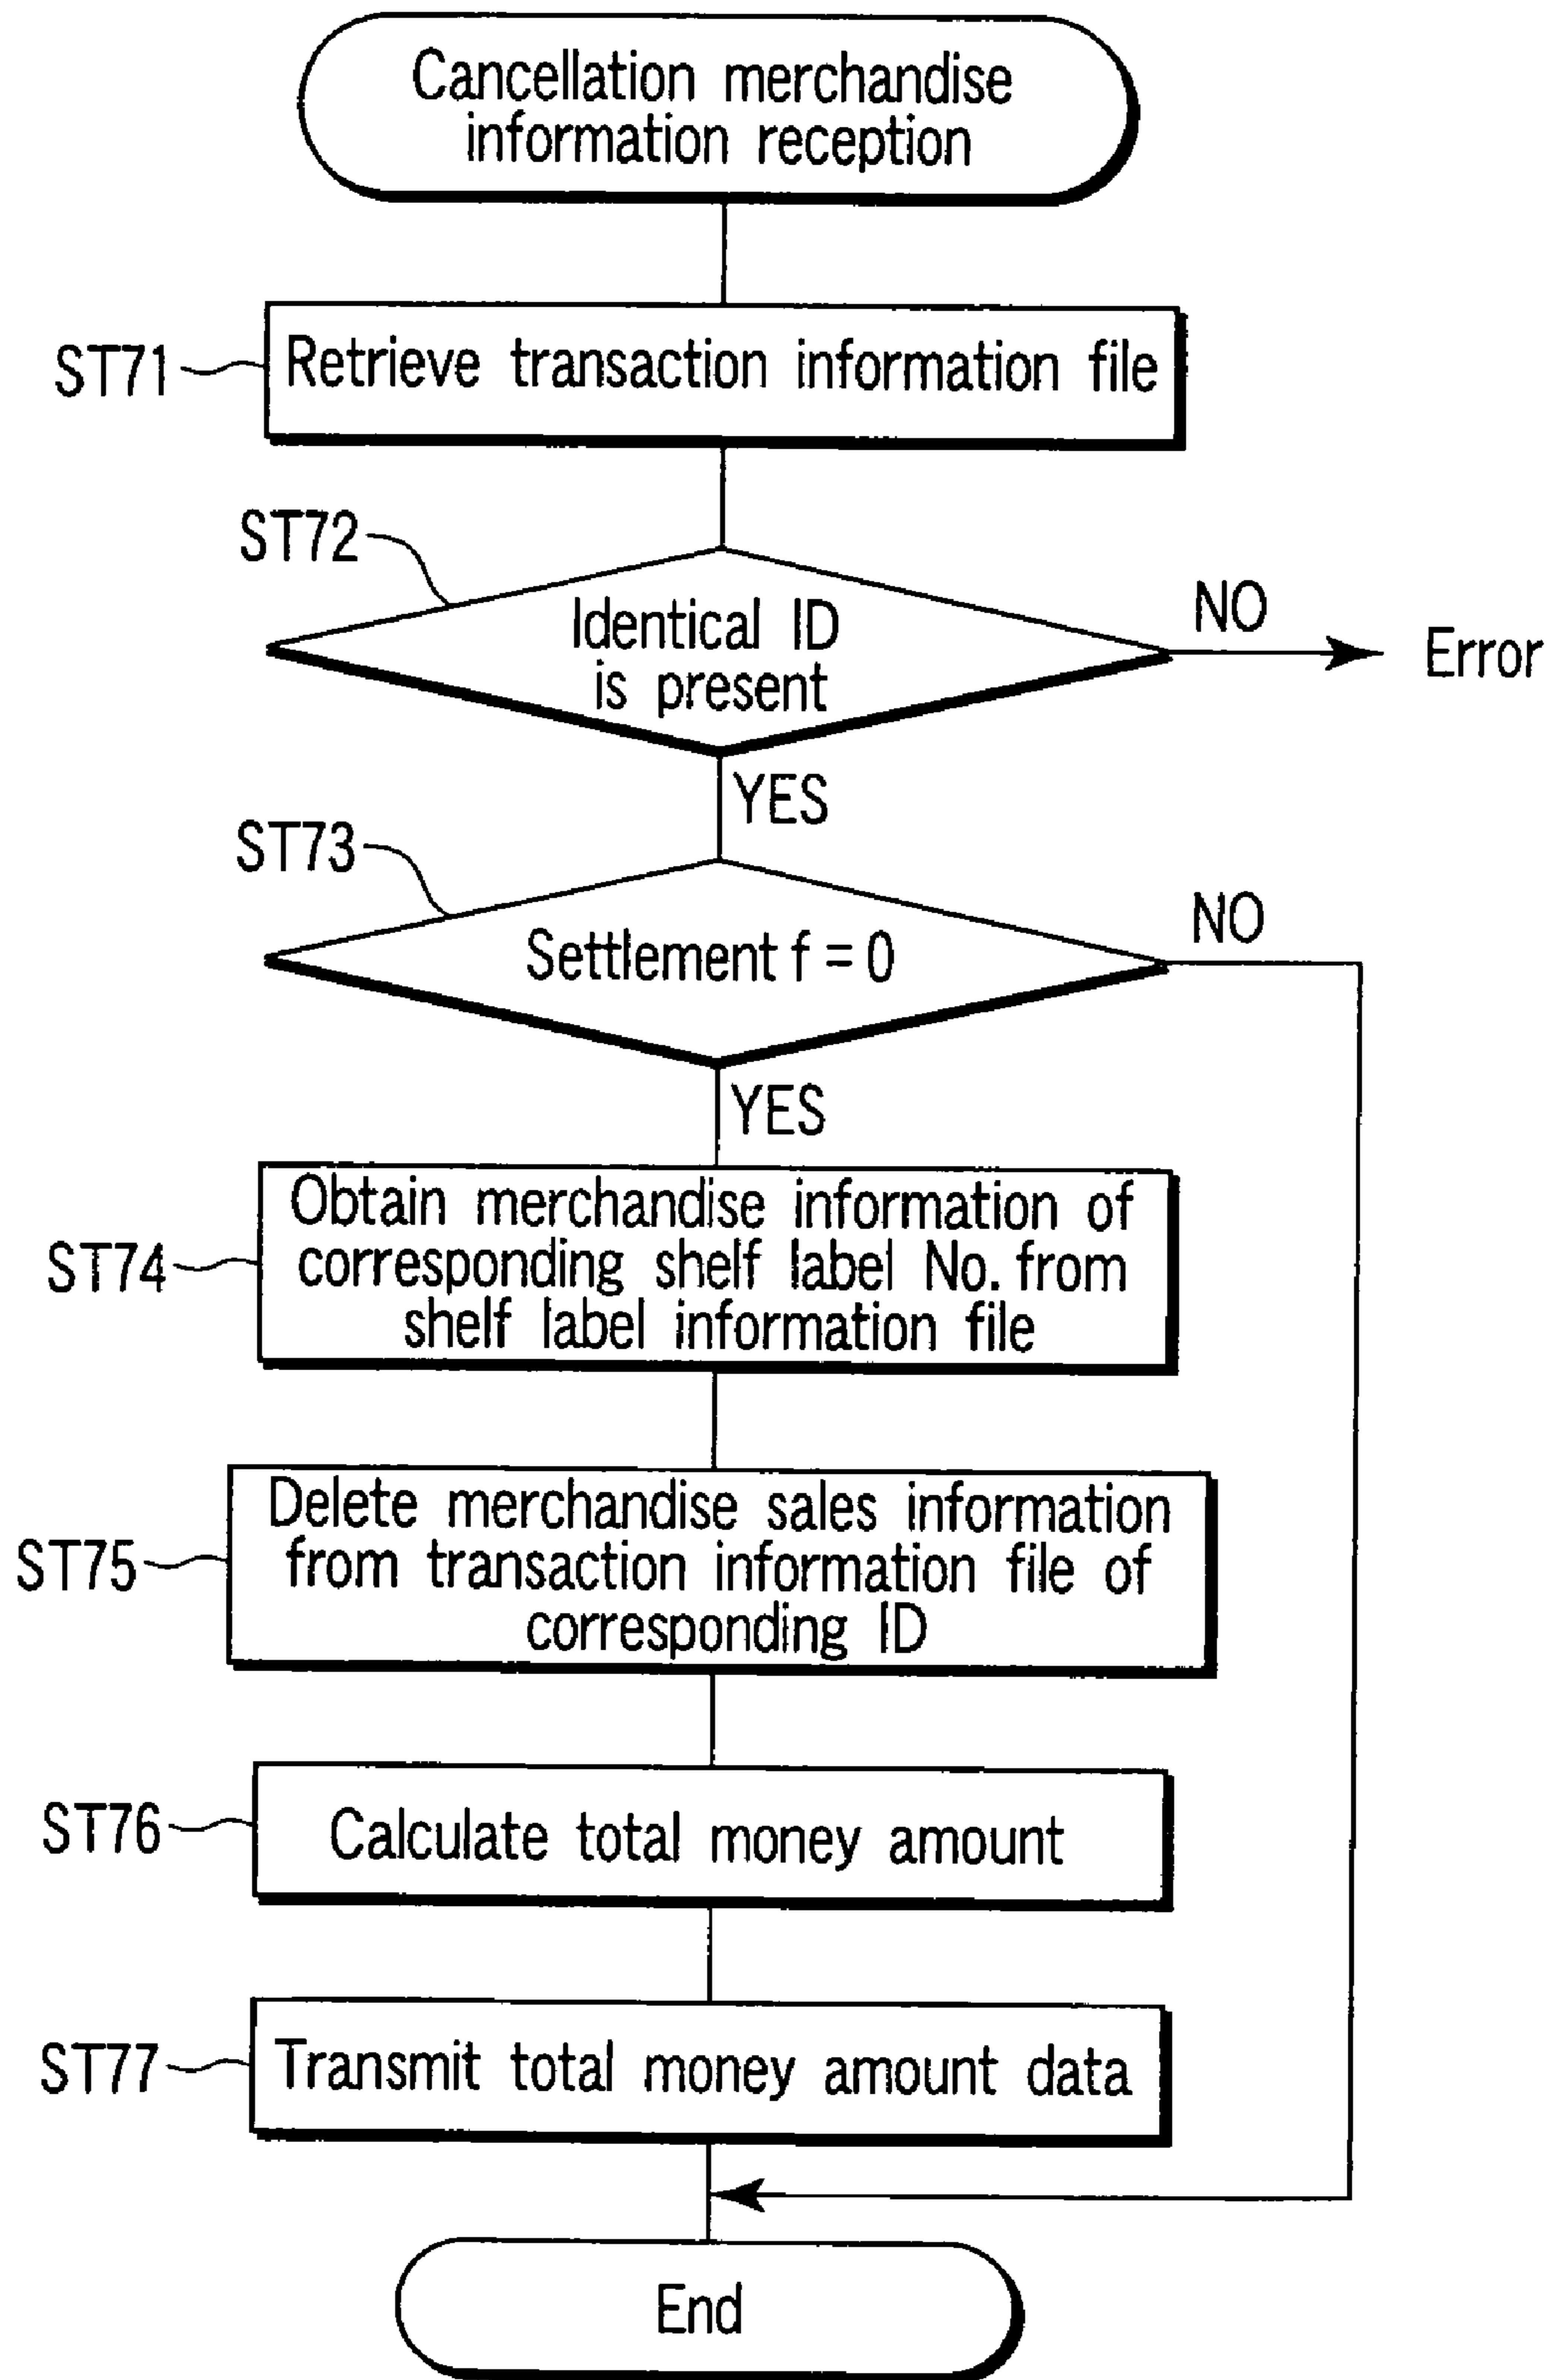 Cancellation merchandise
information reception
ST71
Retrieve transaction information file
ST72
Identical ID
is present
NO
Error
YES
ST73
Settlement f = 0
NO
YES
ST74
Obtain merchandise information of
corresponding shelf label No. from
shelf label information file
ST75
Delete merchandise sales information
from transaction information file of
corresponding ID
ST76
Calculate total money amount
ST77
Transmit total money amount data
End